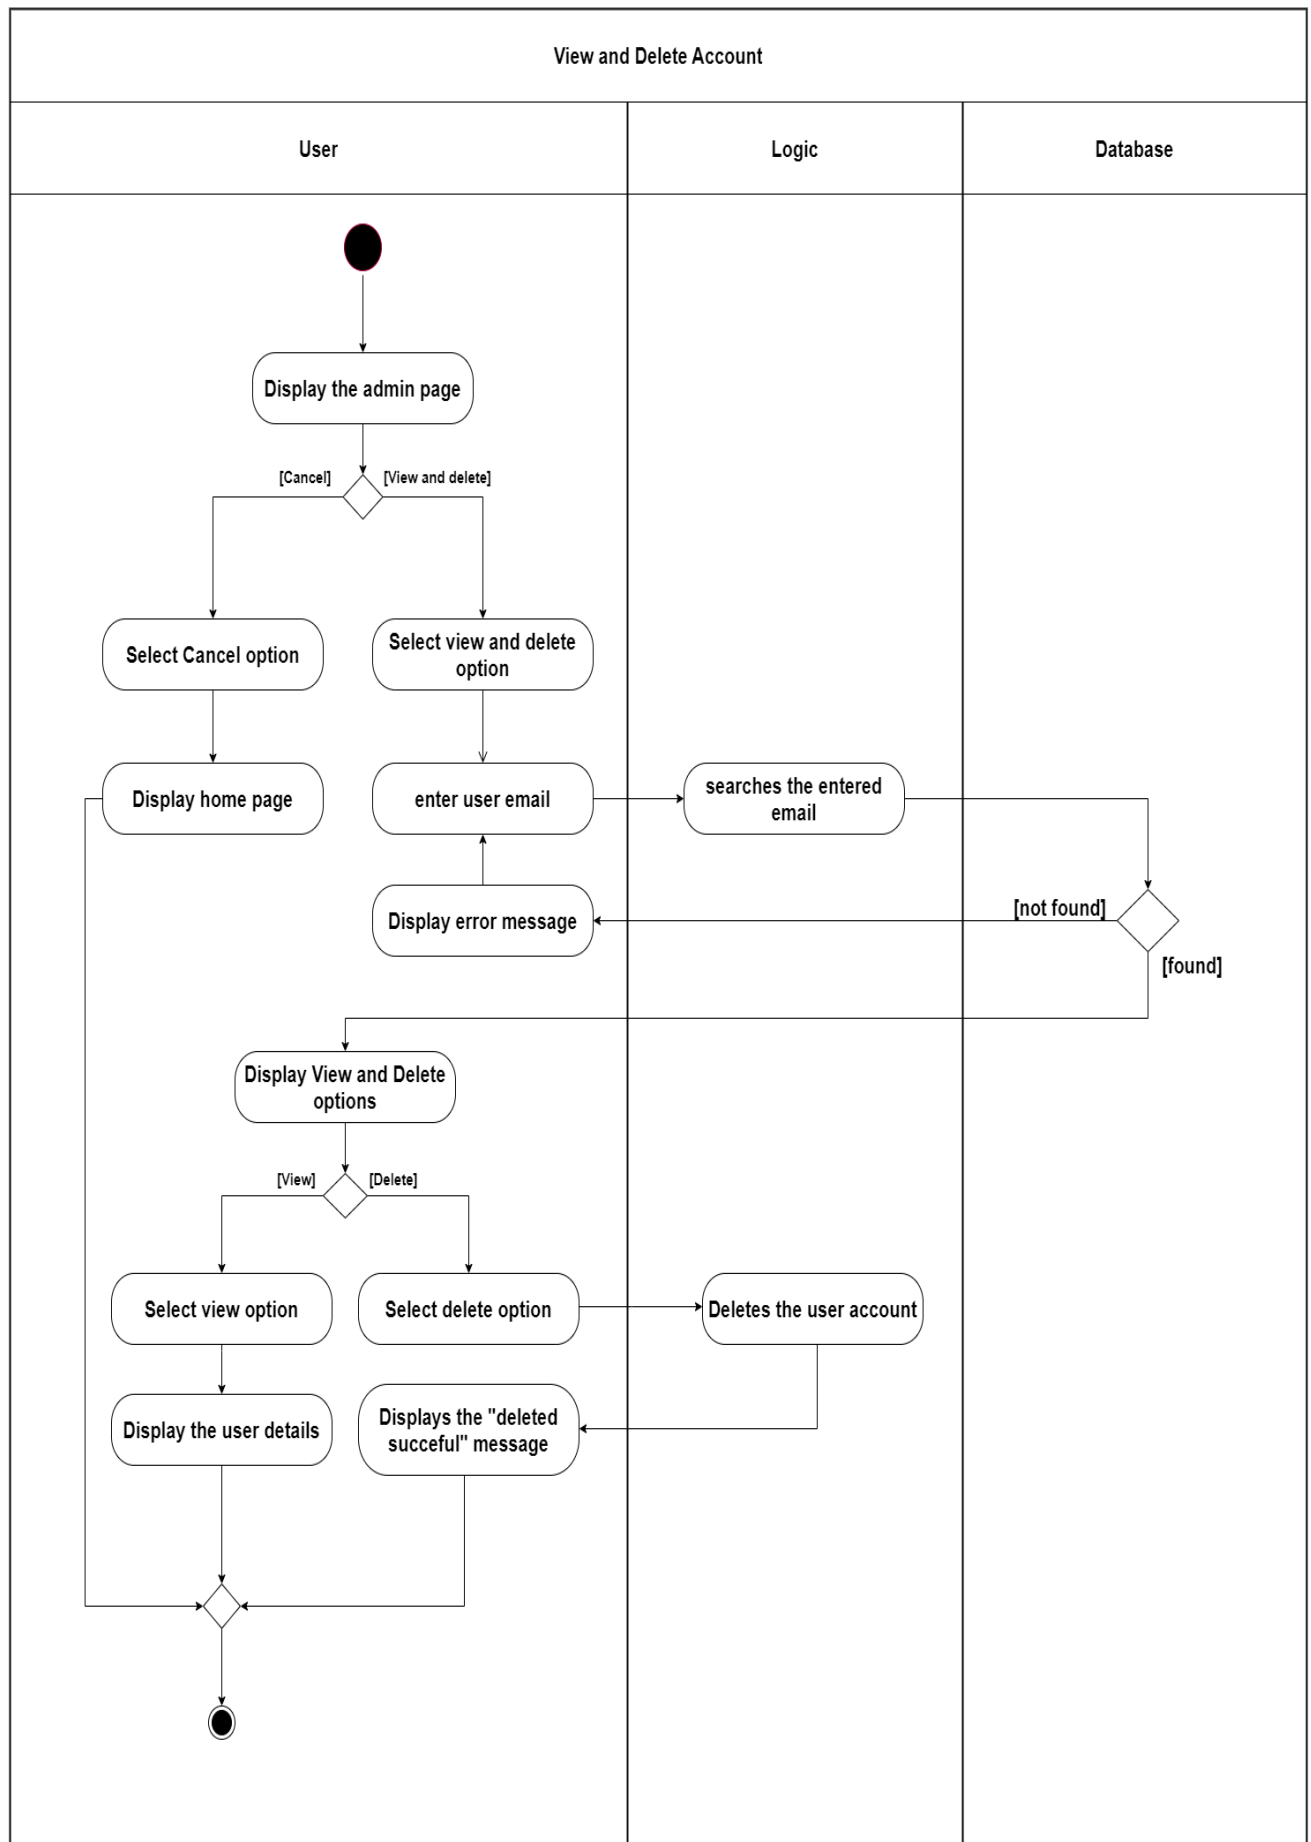 View and Delete Account
User
Logic
Database
Display the admin page
[Cancel]
[View and delete]
Select Cancel option
Select view and delete
option
Display home page
enter user email
searches the entered
email
Display error message
[not found]
[found]
Display View and Delete
options
[View]
[Delete]
Select view option
Select delete option
Deletes the user account
Display the user details
Displays the "deleted
succeful" message